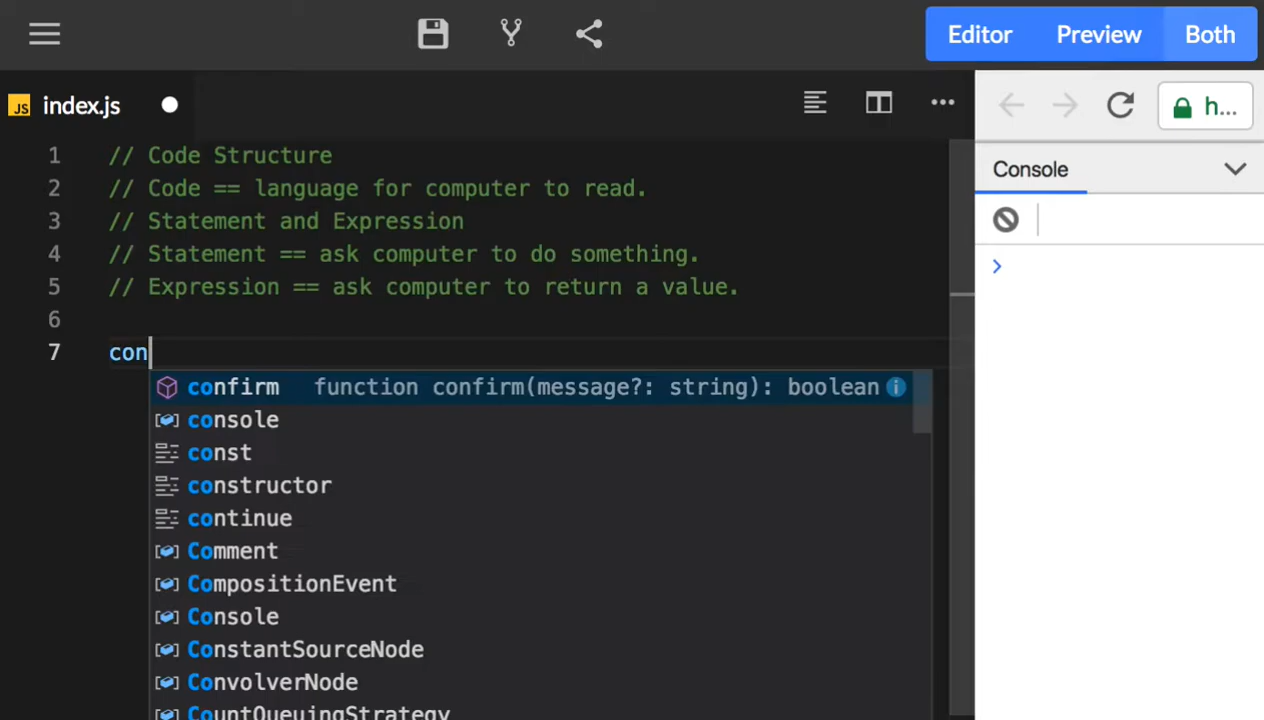 Editor Preview Both
JS index.js
h...
Console
1 // Code Structure
2 // Code == language for computer to read.
3 // Statement and Expression
4 // Statement == ask computer to do something.
5 // Expression == ask computer to return a value.
6
7 con
confirm function confirm(message?: string): boolean
console
const
constructor
continue
Comment
CompositionEvent
Console
ConstantSourceNode
ConvolverNode
CountQueuingStrategy